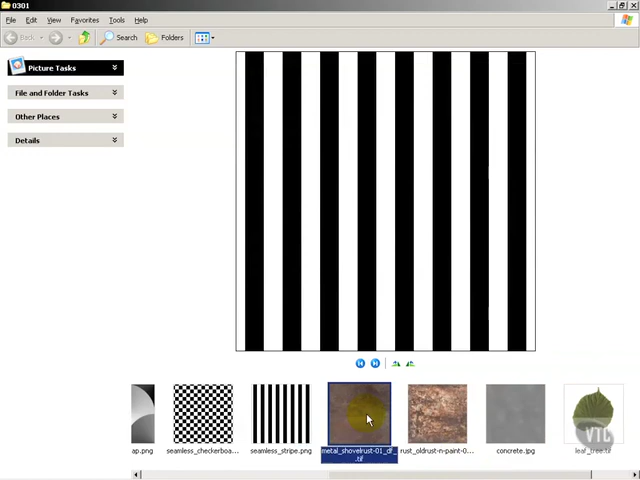 0301
File Edit View Favorites Tools Help
Back Search Folders
Picture Tasks
File and Folder Tasks
Other Places
Details
ap.png seamless_checkerboa... seamless_stripe.png metal_shovelrust-01_df_ rust_oldrust-n-paint-0... concrete.jpg leaf_tree.tif
.tif
VTC